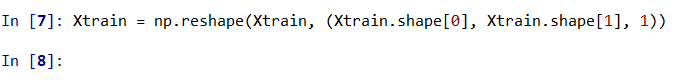 In [7]: Xtrain = np.reshape(Xtrain, (Xtrain.shape[0], Xtrain.shape[1], 1))
In [8]: